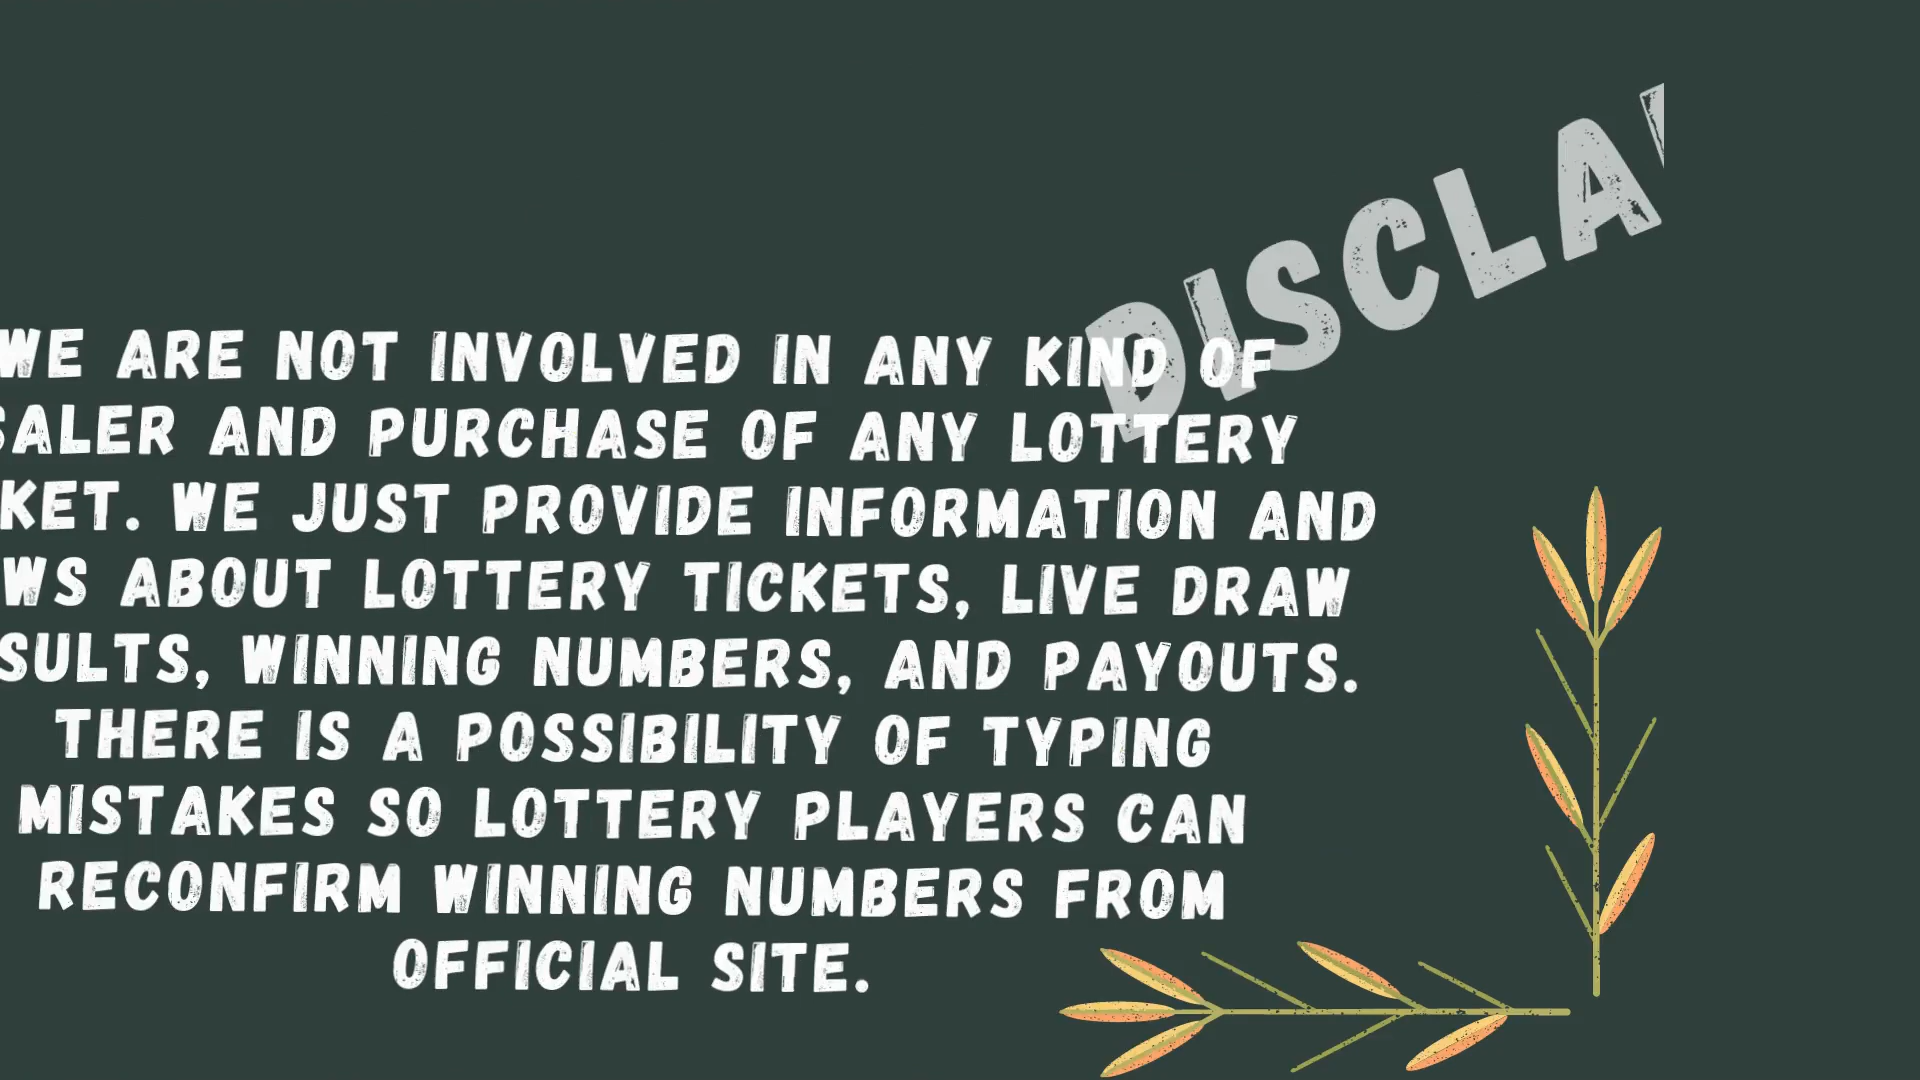 DISCLAI
WE ARE NOT INVOLVED IN ANY KIND OF
SALER AND PURCHASE OF ANY LOTTERY
KET. WE JUST PROVIDE INFORMATION AND
WS ABOUT LOTTERY TICKETS, LIVE DRAW
SULTS, WINNING NUMBERS, AND PAYOUTS.
THERE IS A POSSIBILITY OF TYPING
MISTAKES SO LOTTERY PLAYERS CAN
RECONFIRM WINNING NUMBERS FROM
OFFICIAL SITE.